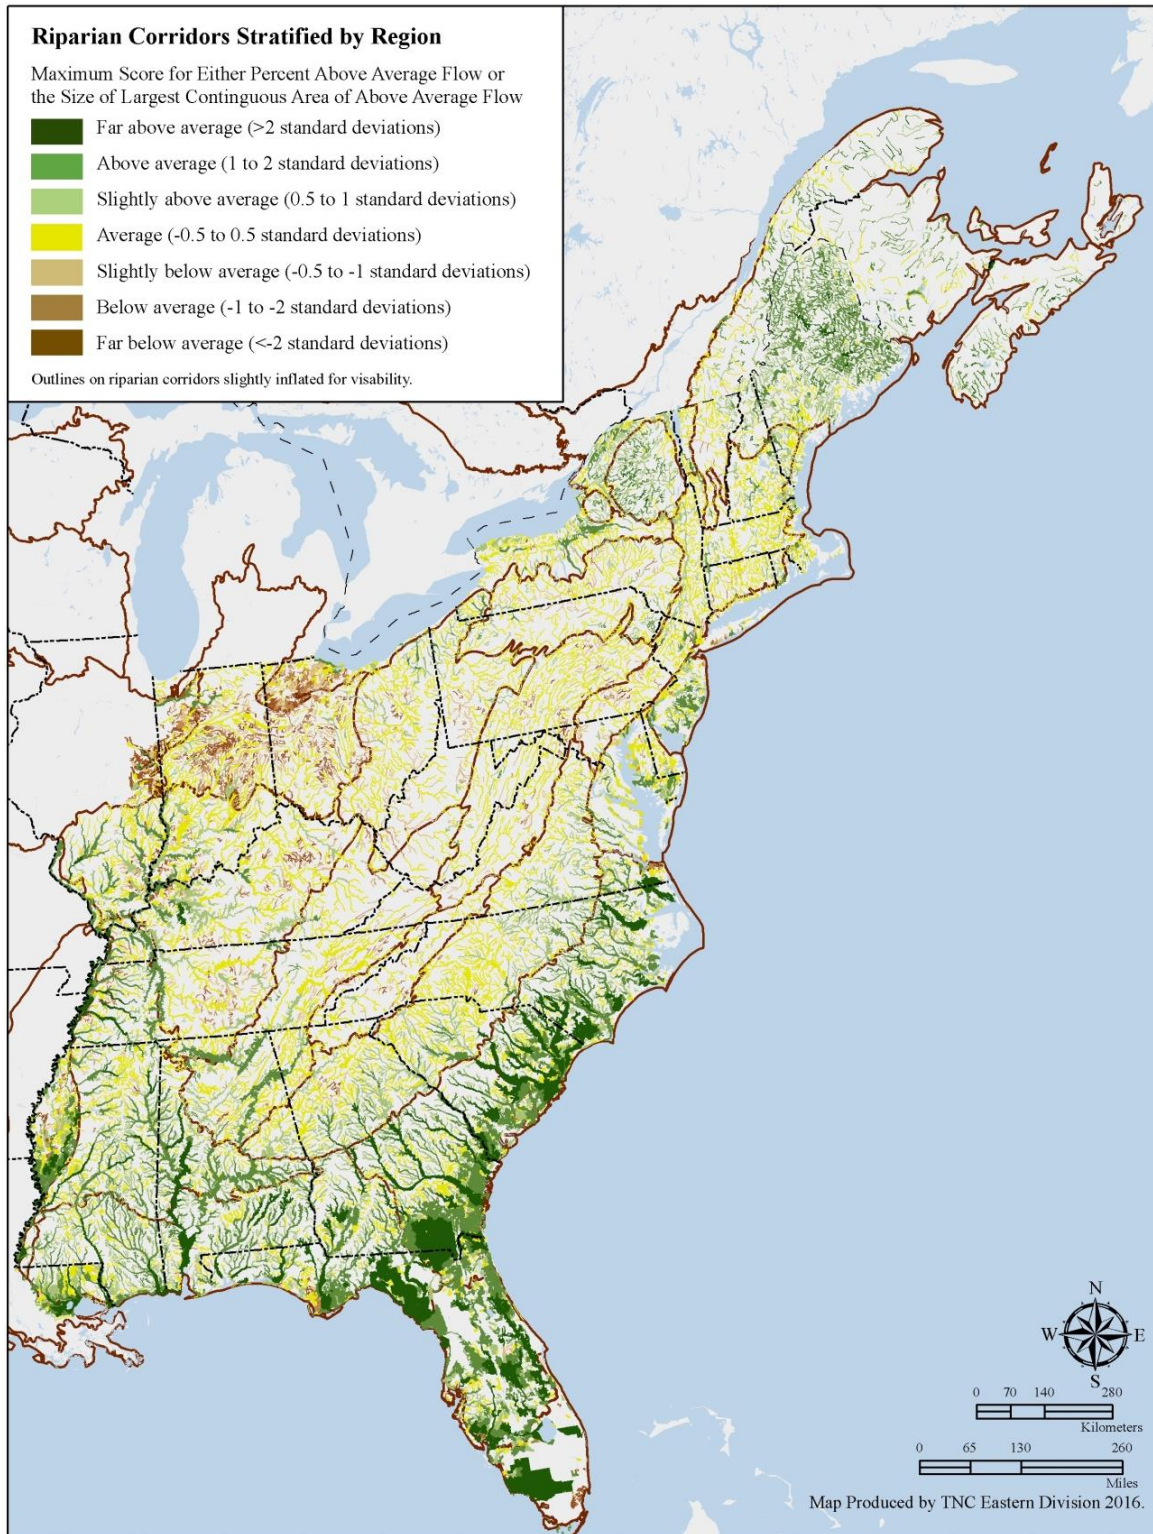 Riparian Corridors Stratified by Region
Maximum Score for Either Percent Above Average Flow or
the Size of Largest Continguous Area of Above Average Flow
Far above average (>2 standard deviations)
Above average (1 to 2 standard deviations)
Slightly above average (0.5 to 1 standard deviations)
Average (-0.5 to 0.5 standard deviations)
Slightly below average (-0.5 to -1 standard deviations)
Below average (-1 to -2 standard deviations)
Far below average (<-2 standard deviations)
Outlines on riparian corridors slightly inflated for visability.
N
W E
S
0 70 140 280
Kilometers
0 65 130 260
Miles
Map Produced by TNC Eastern Division 2016.